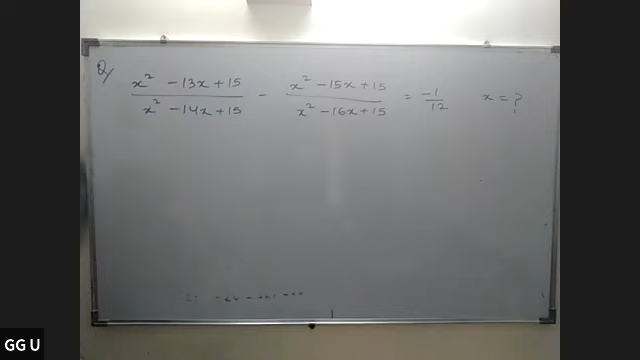 Q/ x² - 13x + 15 / x² - 14x + 15 - x² - 15x + 15 / x² - 16x + 15 = -1/12 x = ?
GG U